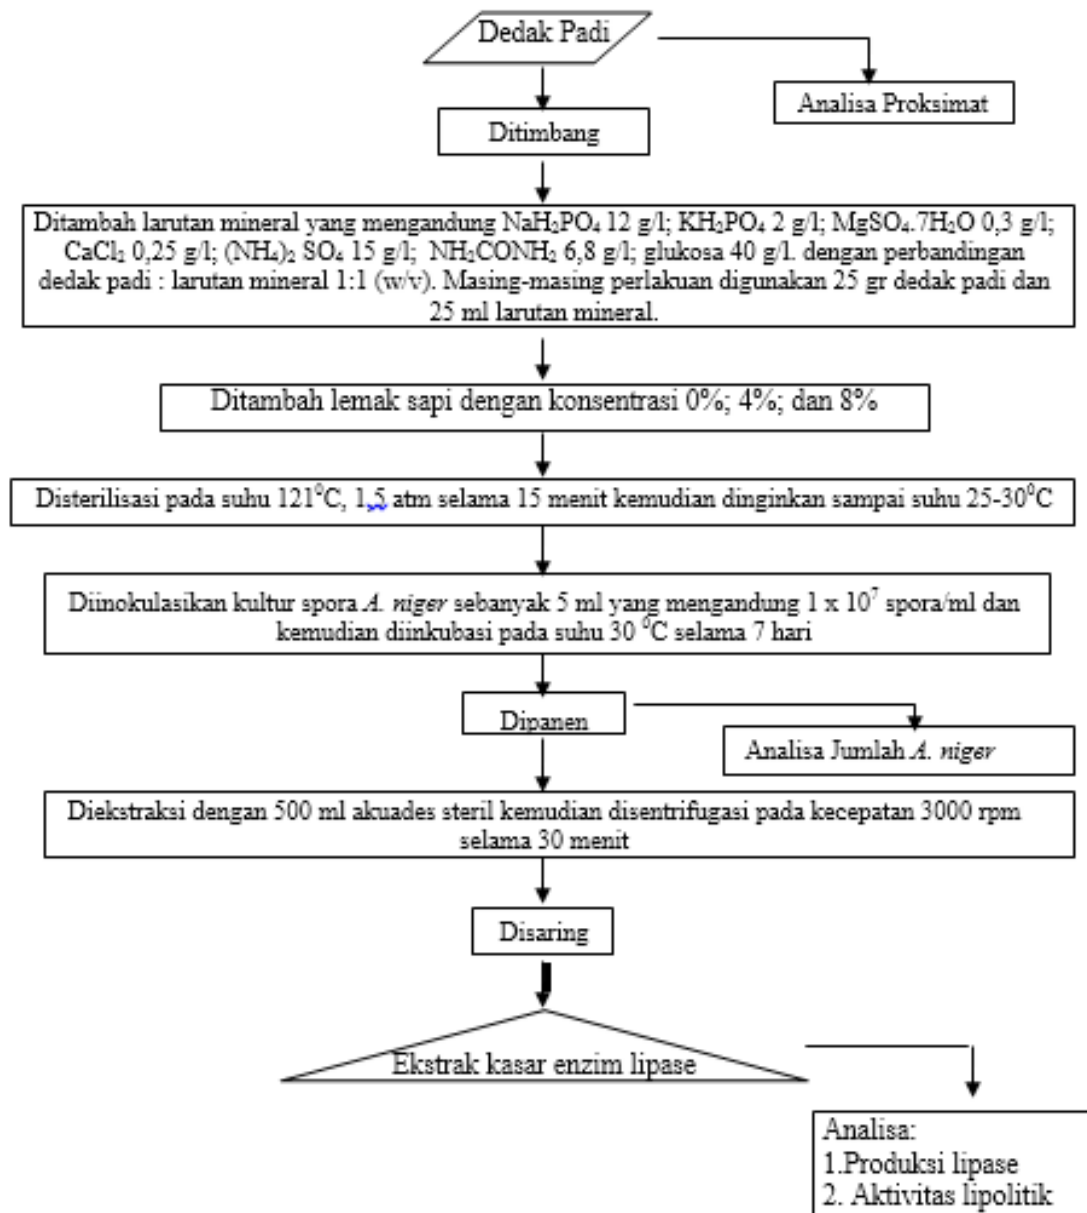 Dedak Padi
Analisa Proksimat
Ditimbang
Ditambah larutan mineral yang mengandung NaH₂PO₄ 12 g/l; KH₂PO₄ 2 g/l; MgSO₄.7H₂O 0,3 g/l;
CaCl₂ 0,25 g/l; (NH₄)₂ SO₄ 15 g/l; NH₂CONH₂ 6,8 g/l; glukosa 40 g/l. dengan perbandingan
dedak padi : larutan mineral 1:1 (w/v). Masing-masing perlakuan digunakan 25 gr dedak padi dan
25 ml larutan mineral.
Ditambah lemak sapi dengan konsentrasi 0%; 4%; dan 8%
Disterilisasi pada suhu 121⁰C, 1,5 atm selama 15 menit kemudian dinginkan sampai suhu 25-30⁰C
Diinokulasikan kultur spora A. niger sebanyak 5 ml yang mengandung 1 x 10⁷ spora/ml dan
kemudian diinkubasi pada suhu 30 ⁰C selama 7 hari
Dipanen
Analisa Jumlah A. niger
Diekstraksi dengan 500 ml akuades steril kemudian disentrifugasi pada kecepatan 3000 rpm
selama 30 menit
Disaring
Ekstrak kasar enzim lipase
Analisa:
1.Produksi lipase
2. Aktivitas lipolitik